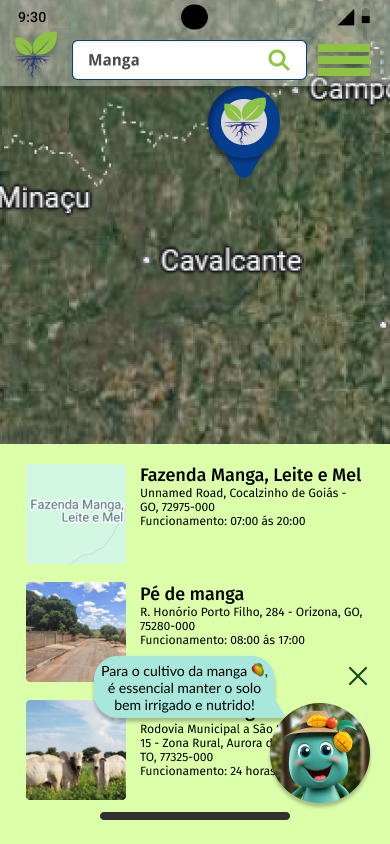 9:30
Manga
Campo
Minaçu
Cavalcante
Fazenda Manga,
Leite e Mel
Fazenda Manga, Leite e Mel
Unnamed Road, Cocalzinho de Goiás -
GO, 72975-000
Funcionamento: 07:00 ás 20:00
Pé de manga
R. Honório Porto Filho, 284 - Orizona, GO,
75280-000
Funcionamento: 08:00 ás 17:00
Para o cultivo da manga 🥭,
é essencial manter o solo
bem irrigado e nutrido!
Rodovia Municipal a São
15 - Zona Rural, Aurora
TO, 77325-000
Funcionamento: 24 horas